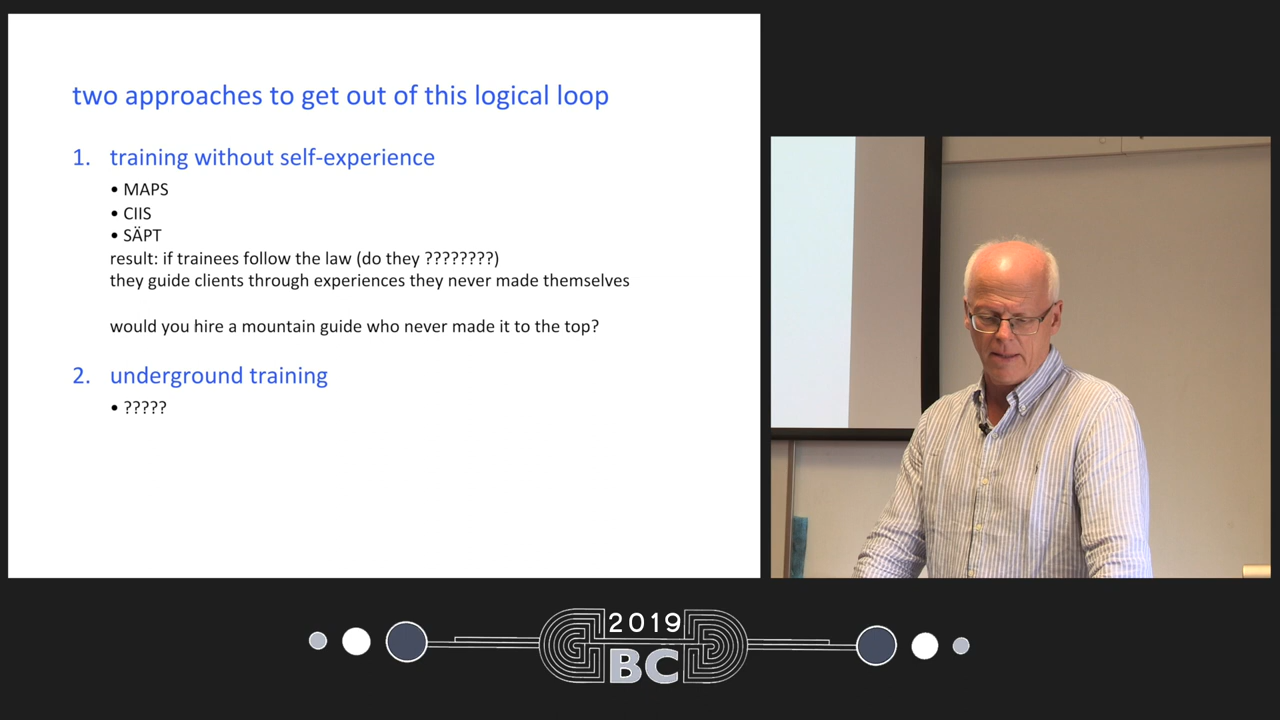 two approaches to get out of this logical loop
1. training without self-experience
• MAPS
• CIIS
• SÄPT
result: if trainees follow the law (do they ????????)
they guide clients through experiences they never made themselves
would you hire a mountain guide who never made it to the top?
2. underground training
• ?????
2019
BC